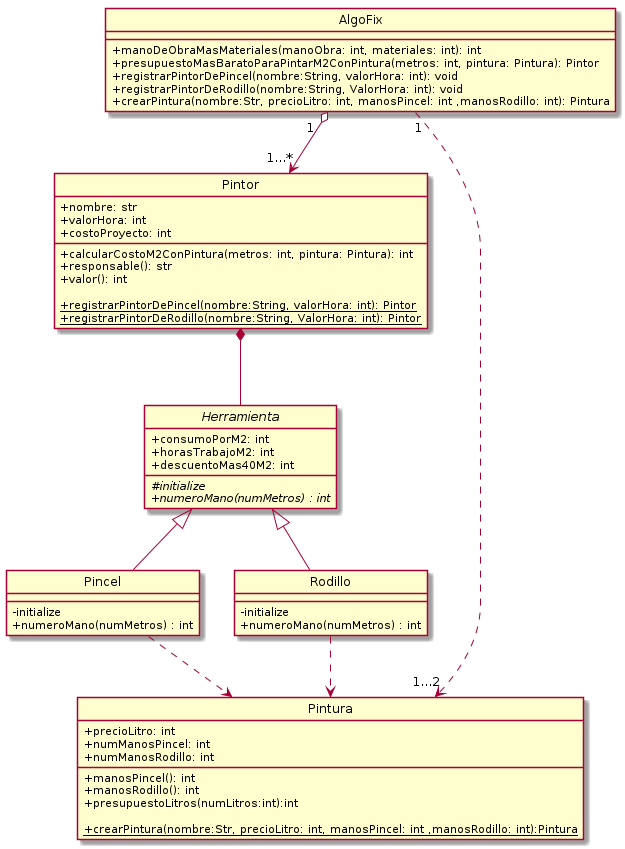 AlgoFix
+manoDeObraMasMateriales(manoObra: int, materiales: int): int
+presupuestoMasBaratoParaPintarM2ConPintura(metros: int, pintura: Pintura): Pintor
+registrarPintorDePincel(nombre:String, valorHora: int): void
+registrarPintorDeRodillo(nombre:String, ValorHora: int): void
+crearPintura(nombre:Str, precioLitro: int, manosPincel: int ,manosRodillo: int): Pintura
1
1
1...*
Pintor
+nombre: str
+valorHora: int
+costoProyecto: int
+calcularCostoM2ConPintura(metros: int, pintura: Pintura): int
+responsable(): str
+valor(): int
+registrarPintorDePincel(nombre:String, valorHora: int): Pintor
+registrarPintorDeRodillo(nombre:String, ValorHora: int): Pintor
Herramienta
+consumoPorM2: int
+horasTrabajoM2: int
+descuentoMas40M2: int
#initialize
+numeroMano(numMetros) : int
Pincel
-initialize
+numeroMano(numMetros) : int
Rodillo
-initialize
+numeroMano(numMetros) : int
1...2
Pintura
+precioLitro: int
+numManosPincel: int
+numManosRodillo: int
+manosPincel(): int
+manosRodillo(): int
+presupuestoLitros(numLitros:int):int
+crearPintura(nombre:Str, precioLitro: int, manosPincel: int ,manosRodillo: int):Pintura